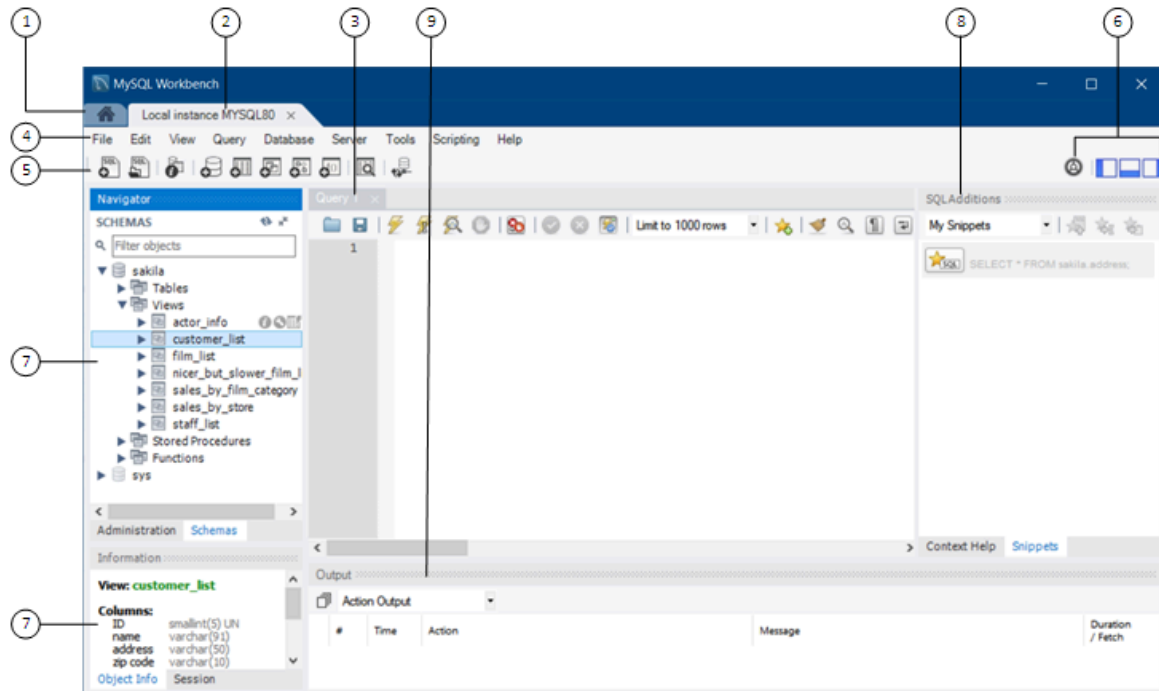 1 2 3 9 8 6
MySQL Workbench
Local instance MYSQL80 ×
4
File Edit View Query Database Server Tools Scripting Help
5
Navigator
SCHEMAS
Filter objects
sakila
Tables
Views
actor_info
customer_list
film_list
nicer_but_slower_film_l
sales_by_film_category
sales_by_store
staff_list
Stored Procedures
Functions
sys
7
Administration Schemas
Information
View: customer_list
Columns:
ID smallint(5) UN
name varchar(91)
address varchar(50)
zip code varchar(10)
7
Object Info Session
Query 1 ×
Limit to 1000 rows
1
SQLAdditions
My Snippets
SQL SELECT * FROM sakila.address;
Context Help Snippets
Output
Action Output
# Time Action Message Duration / Fetch